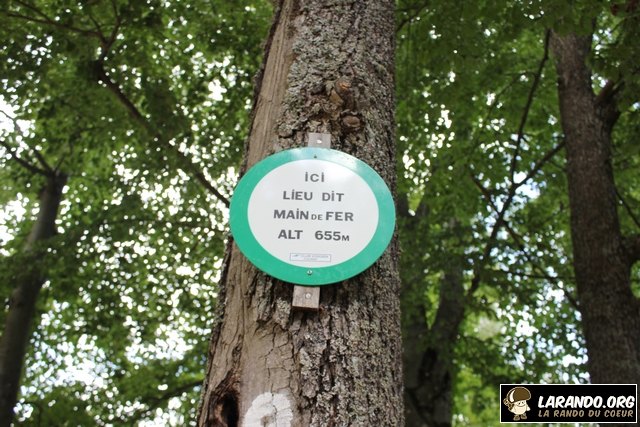 ICI
LIEU DIT
MAIN DE FER
ALT 655M
LARANDO.ORG
LA RANDO DU COEUR